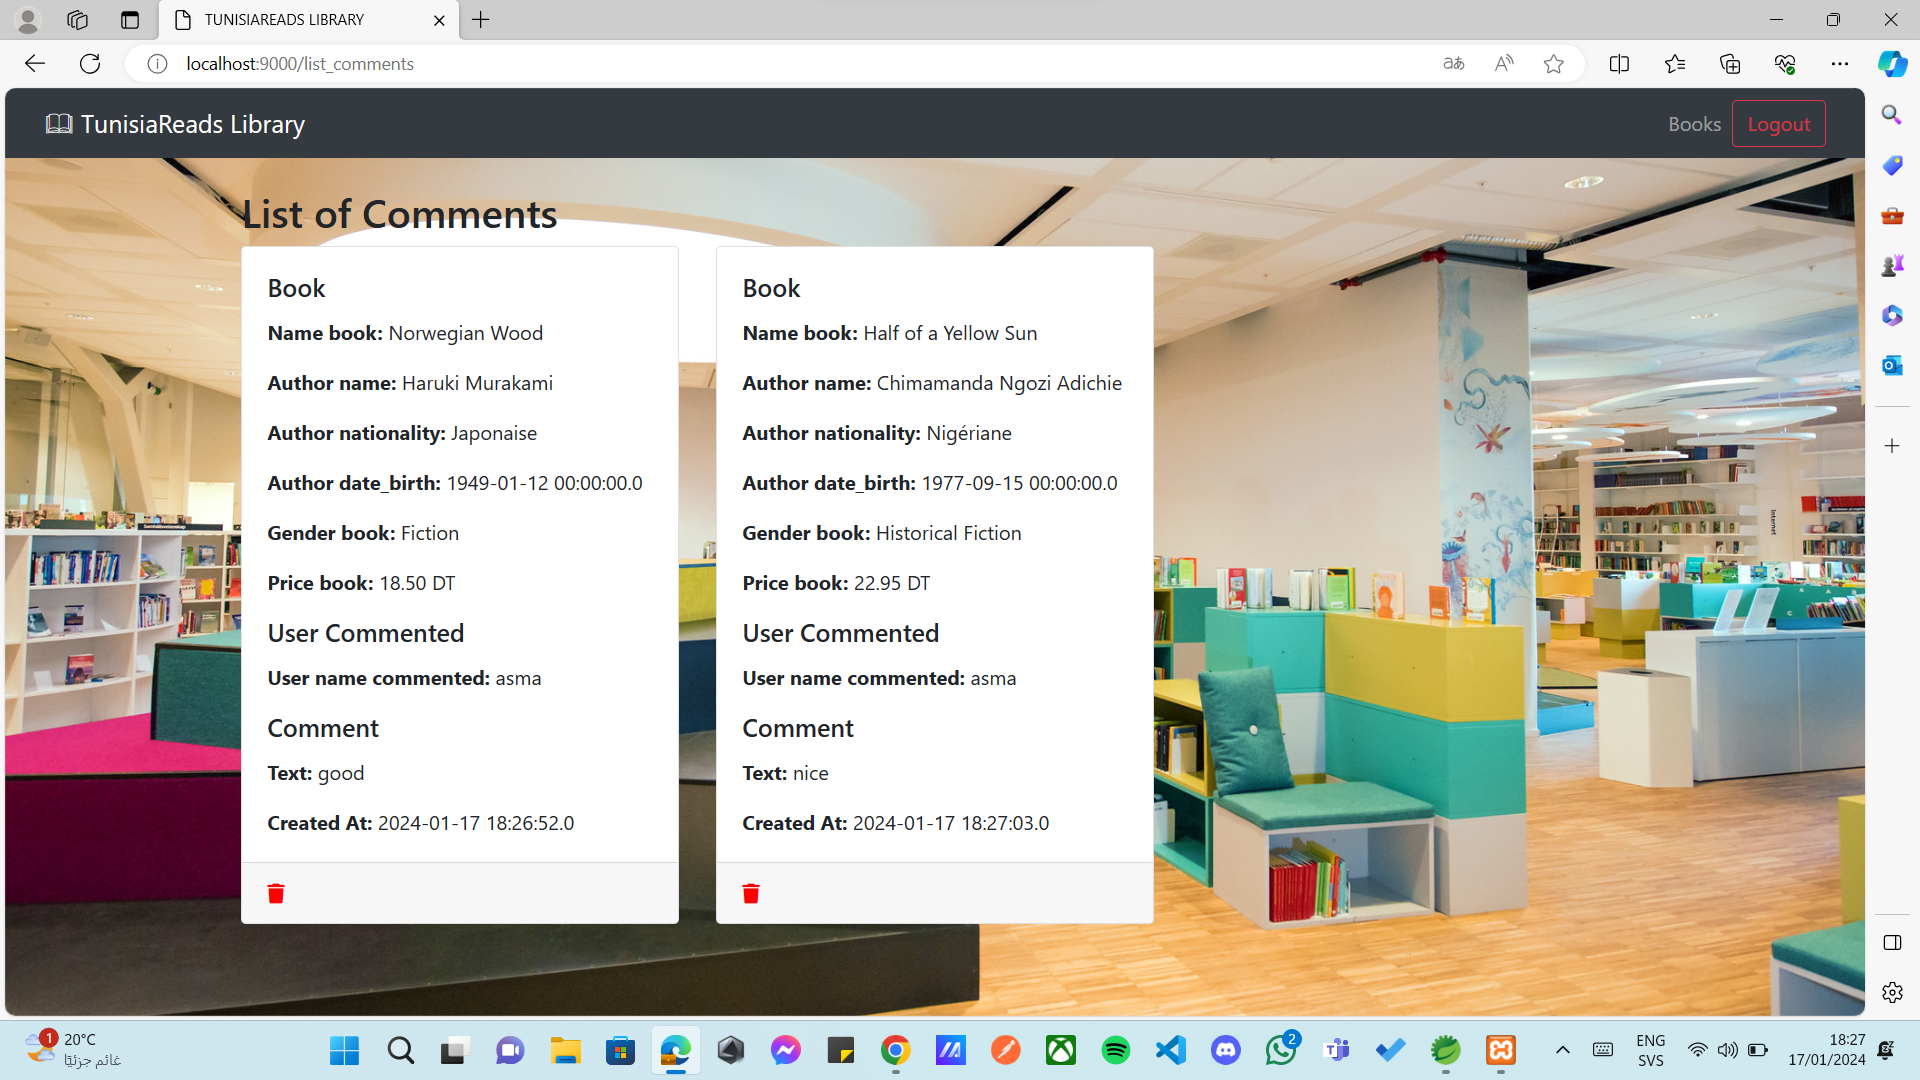 TUNISIAREADS LIBRARY
localhost:9000/list_comments
TunisiaReads Library
Books
Logout
List of Comments
Book
Name book: Norwegian Wood
Author name: Haruki Murakami
Author nationality: Japonaise
Author date_birth: 1949-01-12 00:00:00.0
Gender book: Fiction
Price book: 18.50 DT
User Commented
User name commented: asma
Comment
Text: good
Created At: 2024-01-17 18:26:52.0
Book
Name book: Half of a Yellow Sun
Author name: Chimamanda Ngozi Adichie
Author nationality: Nigériane
Author date_birth: 1977-09-15 00:00:00.0
Gender book: Historical Fiction
Price book: 22.95 DT
User Commented
User name commented: asma
Comment
Text: nice
Created At: 2024-01-17 18:27:03.0
Internet
1
20°C
غائم جزئيًا
2
ENG
SVS
18:27
17/01/2024